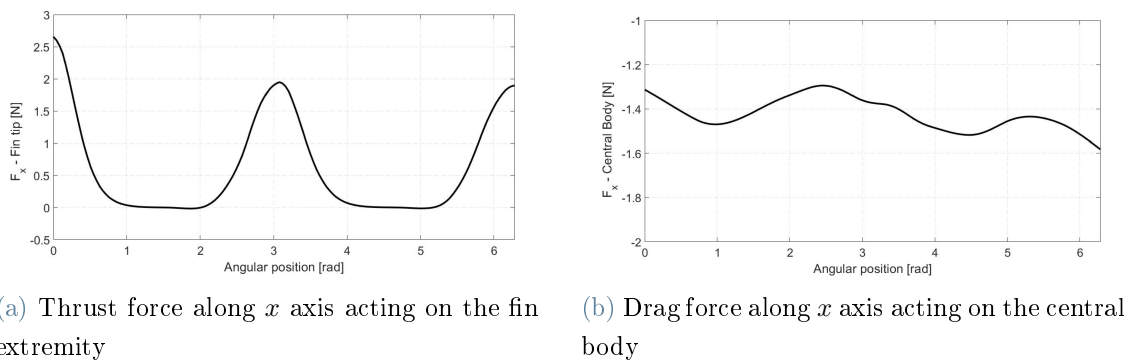 3
2.5
2
1.5
1
0.5
0
-0.5
F_x - Fin tip [N]
0 1 2 3 4 5 6
Angular position [rad]
(a) Thrust force along x axis acting on the fin
extremity
-1
-1.2
-1.4
-1.6
-1.8
-2
F_x - Central Body [N]
0 1 2 3 4 5 6
Angular position [rad]
(b) Drag force along x axis acting on the central
body